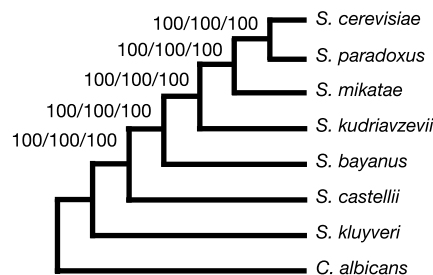 100/100/100 S. cerevisiae
100/100/100 S. paradoxus
100/100/100 S. mikatae
100/100/100 S. kudriavzevii
100/100/100 S. bayanus
S. castellii
S. kluyveri
C. albicans